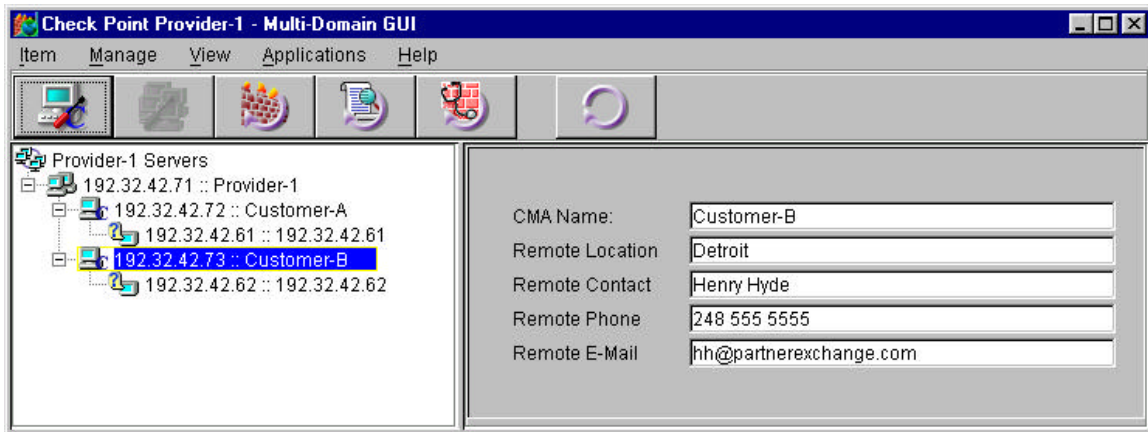 Check Point Provider-1 - Multi-Domain GUI
Item Manage View Applications Help
Provider-1 Servers
192.32.42.71 :: Provider-1
192.32.42.72 :: Customer-A
192.32.42.61 :: 192.32.42.61
192.32.42.73 :: Customer-B
192.32.42.62 :: 192.32.42.62
CMA Name: Customer-B
Remote Location Detroit
Remote Contact Henry Hyde
Remote Phone 248 555 5555
Remote E-Mail hh@partnerexchange.com